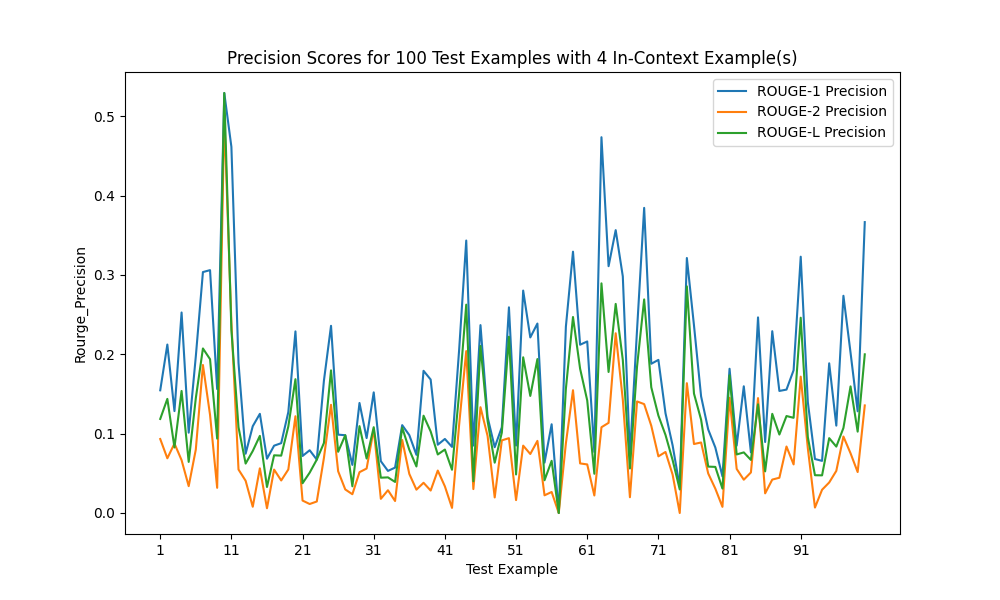 Precision Scores for 100 Test Examples with 4 In-Context Example(s)
ROUGE-1 Precision
ROUGE-2 Precision
ROUGE-L Precision
0.5
0.4
0.3
0.2
0.1
0.0
Rourge_Precision
1 11 21 31 41 51 61 71 81 91
Test Example